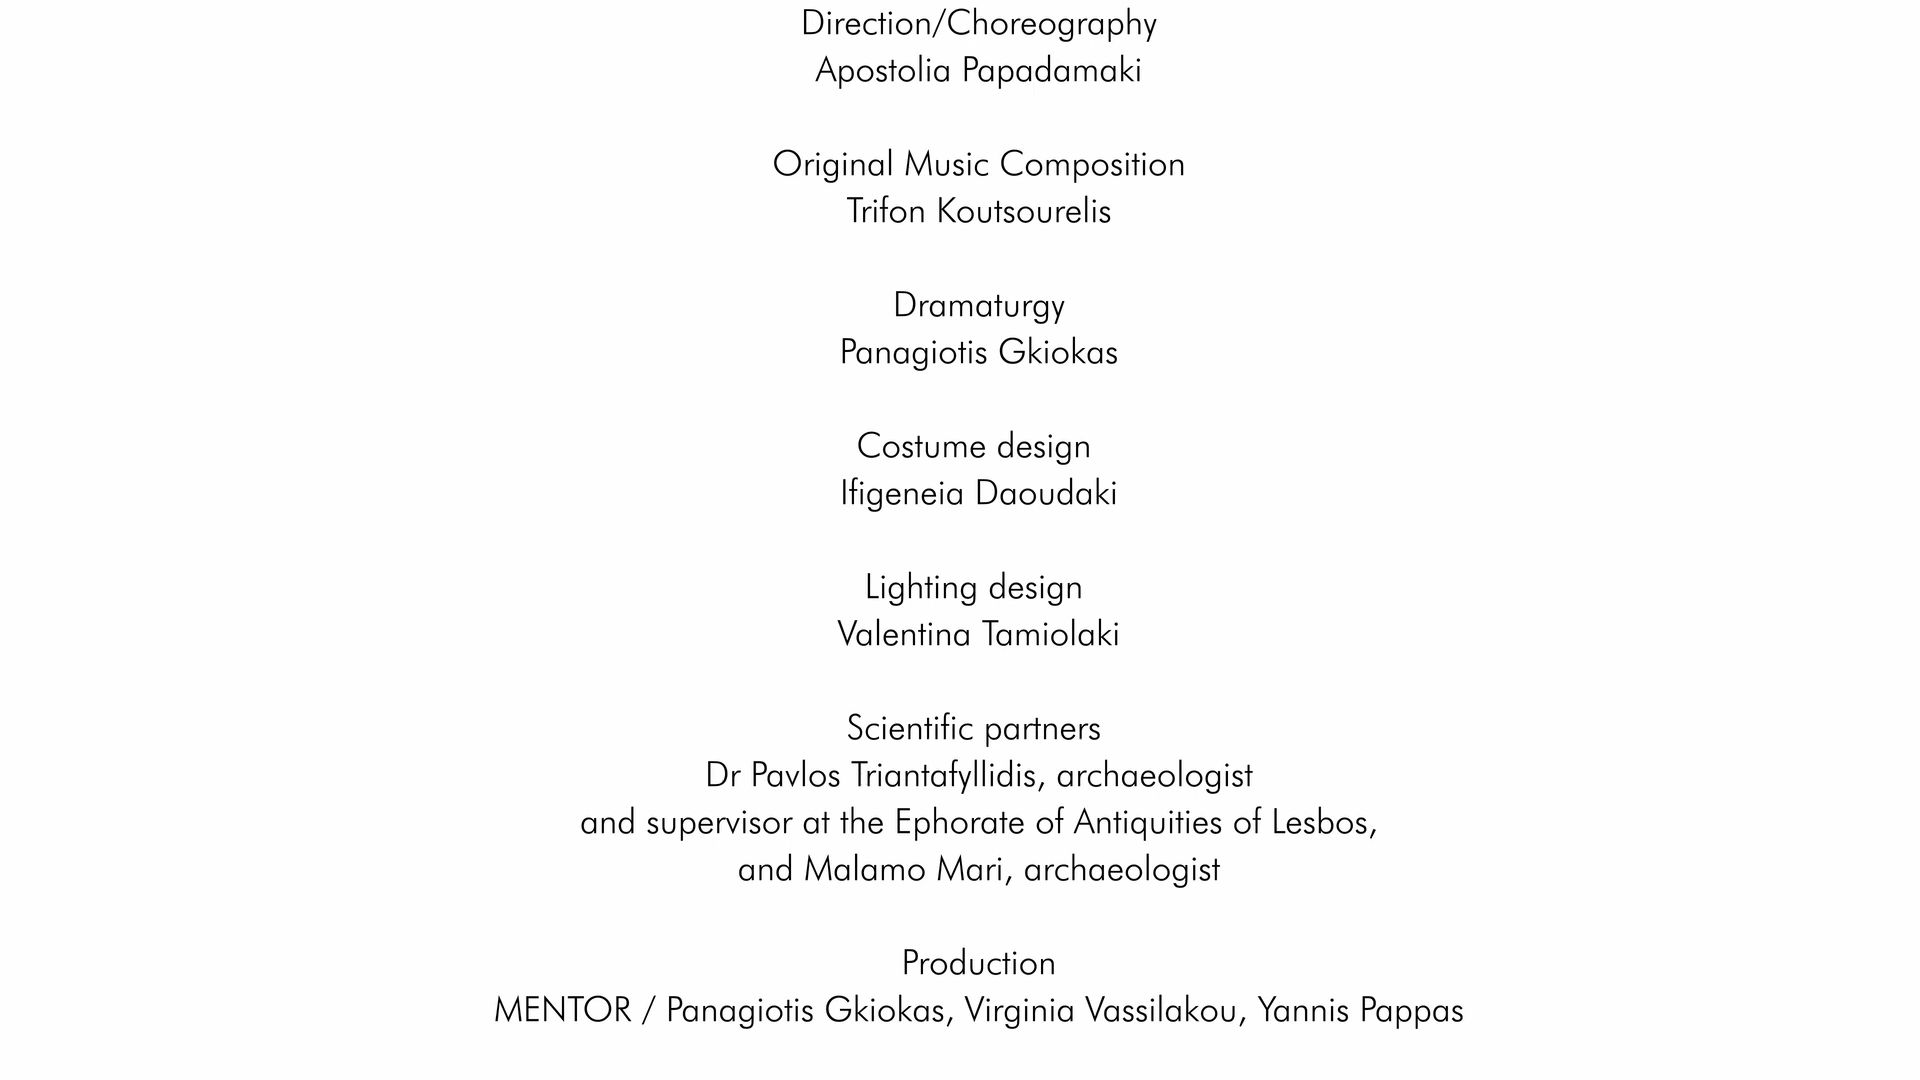 Direction/Choreography
Apostolia Papadamaki
Original Music Composition
Trifon Koutsourelis
Dramaturgy
Panagiotis Gkiokas
Costume design
Ifigeneia Daoudaki
Lighting design
Valentina Tamiolaki
Scientific partners
Dr Pavlos Triantafyllidis, archaeologist
and supervisor at the Ephorate of Antiquities of Lesbos,
and Malamo Mari, archaeologist
Production
MENTOR / Panagiotis Gkiokas, Virginia Vassilakou, Yannis Pappas